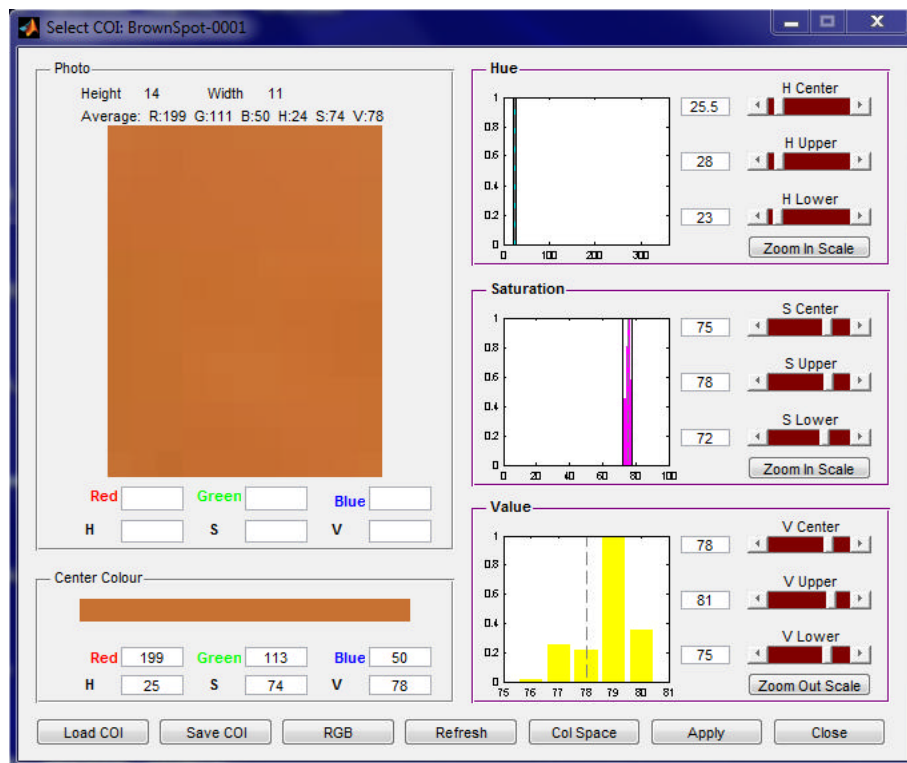 Select COI: BrownSpot-0001
Photo
Height 14 Width 11
Average: R:199 G:111 B:50 H:24 S:74 V:78
Red Green Blue
H S V
Center Colour
Red 199 Green 113 Blue 50
H 25 S 74 V 78
Hue
1
0.8
0.6
0.4
0.2
0
0 100 200 300
H Center
25.5
H Upper
28
H Lower
23
Zoom In Scale
Saturation
1
0.8
0.6
0.4
0.2
0
0 20 40 60 80 100
S Center
75
S Upper
78
S Lower
72
Zoom In Scale
Value
1
0.8
0.6
0.4
0.2
0
75 76 77 78 79 80 81
V Center
78
V Upper
81
V Lower
75
Zoom Out Scale
Load COI Save COI RGB Refresh Col Space Apply Close